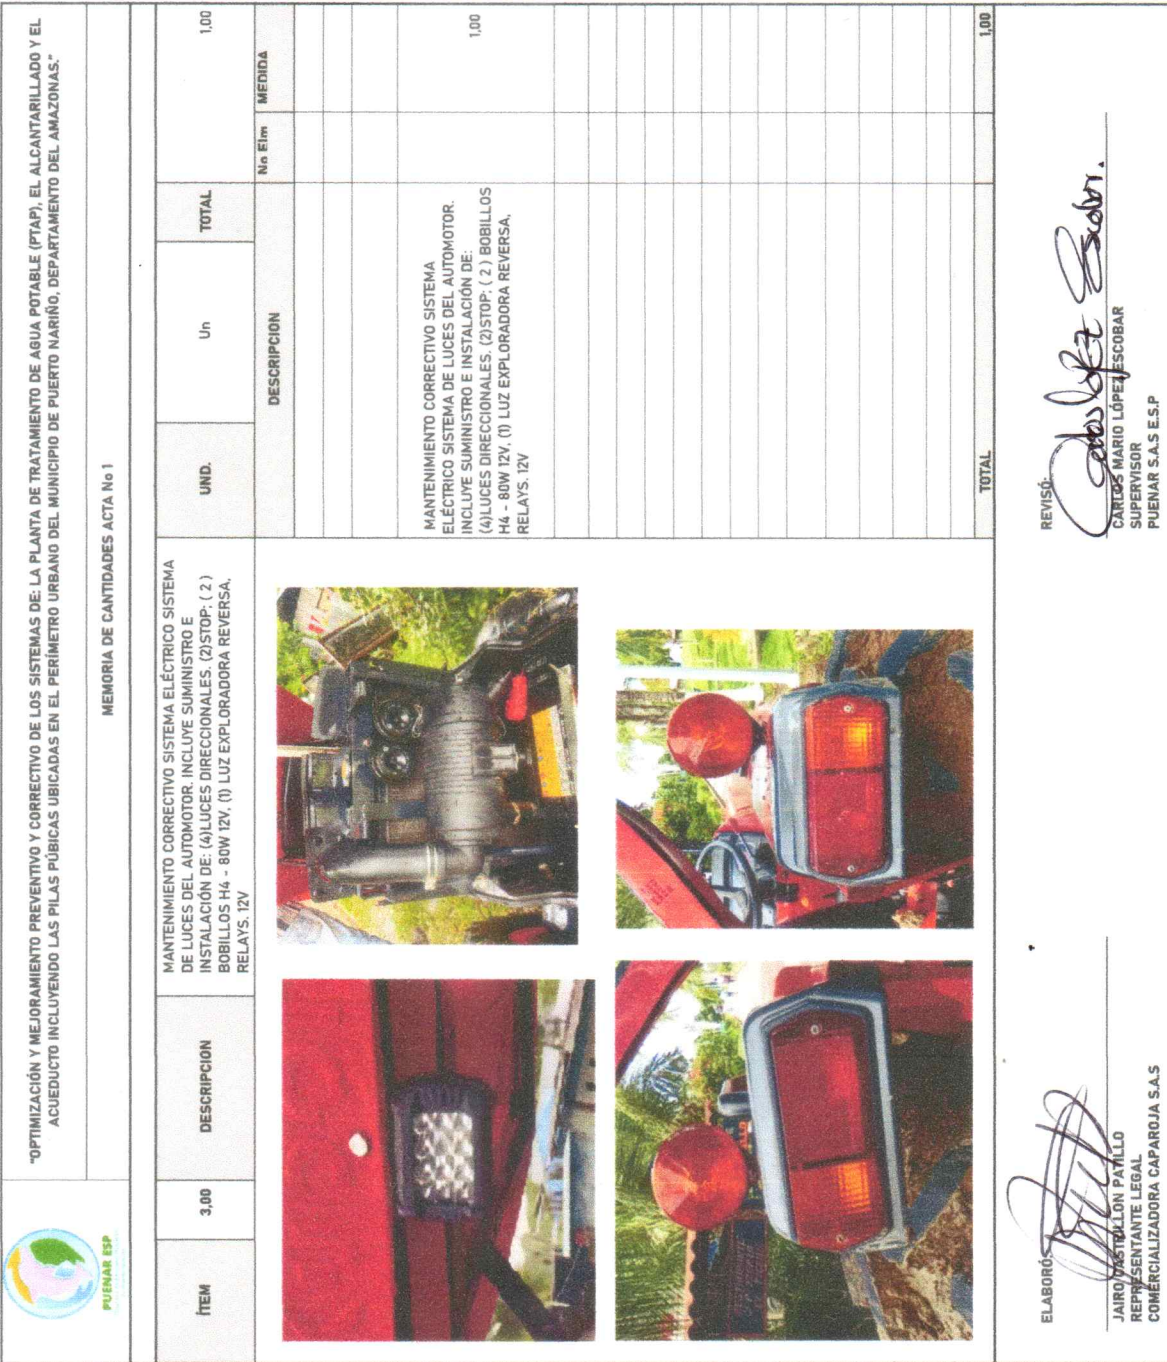 "OPTIMIZACIÓN Y MEJORAMIENTO PREVENTIVO Y CORRECTIVO DE LOS SISTEMAS DE: LA PLANTA DE TRATAMIENTO DE AGUA POTABLE (PTAP), EL ALCANTARILLADO Y EL
ACUEDUCTO INCLUYENDO LAS PILAS PÚBICAS UBICADAS EN EL PERÍMETRO URBANO DEL MUNICIPIO DE PUERTO NARIÑO, DEPARTAMENTO DEL AMAZONAS."
PUENAR ESP
MEMORIA DE CANTIDADES ACTA No 1
ÍTEM
3,00
DESCRIPCION
MANTENIMIENTO CORRECTIVO SISTEMA ELÉCTRICO SISTEMA
DE LUCES DEL AUTOMOTOR. INCLUYE SUMINISTRO E
INSTALACIÓN DE: (4)LUCES DIRECCIONALES. (2)STOP; ( 2 )
BOBILLOS H4 - 80W 12V, (1) LUZ EXPLORADORA REVERSA,
RELAYS. 12V
UND.
Un
TOTAL
1,00
DESCRIPCION
No Elm
MEDIDA
MANTENIMIENTO CORRECTIVO SISTEMA
ELÉCTRICO SISTEMA DE LUCES DEL AUTOMOTOR.
INCLUYE SUMINISTRO E INSTALACIÓN DE:
(4)LUCES DIRECCIONALES. (2)STOP; ( 2 ) BOBILLOS
H4 - 80W 12V, (1) LUZ EXPLORADORA REVERSA,
RELAYS. 12V
1,00
TOTAL
1,00
ELABORÓ:
JAIRO CASTRILLON PATILLO
REPRESENTANTE LEGAL
COMERCIALIZADORA CAPAROJA S.A.S
REVISÓ:
Carlos López Escobar.
CARLOS MARIO LÓPEZ ESCOBAR
SUPERVISOR
PUENAR S.A.S E.S.P